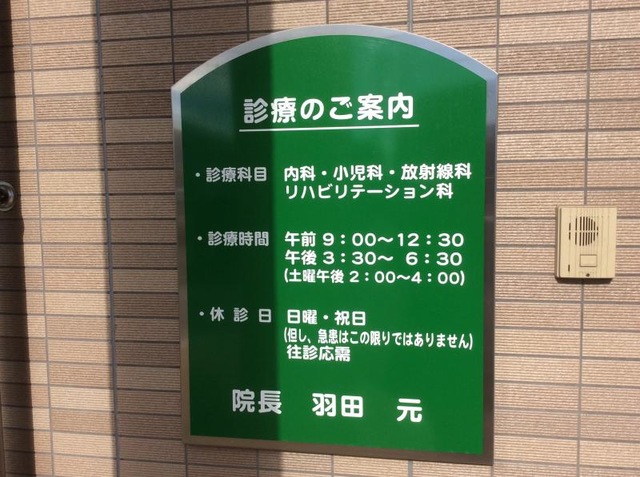 診療のご案内
・診療科目 内科・小児科・放射線科
リハビリテーション科
・診療時間 午前 9：00〜12：30
午後 3：30〜 6：30
(土曜午後 2：00〜4：00)
・休診日 日曜・祝日
(但し、急患はこの限りではありません)
往診応需
院長 羽田 元